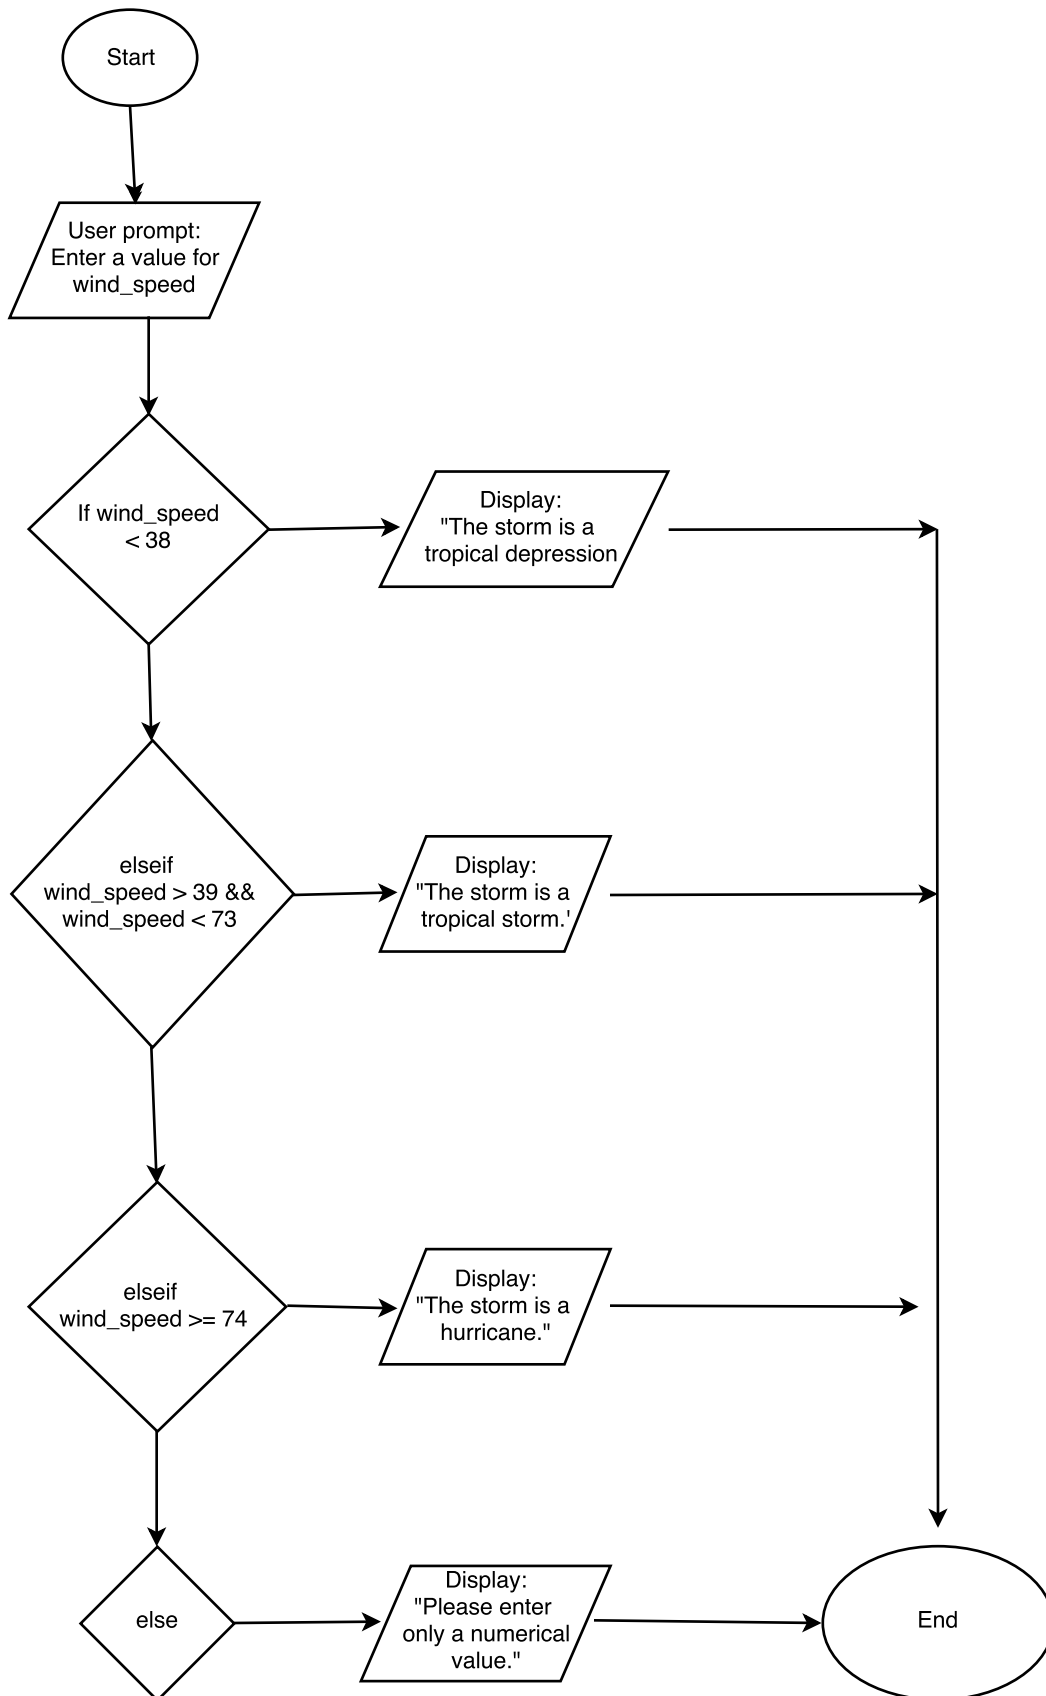 Start
User prompt:
Enter a value for
wind_speed
If wind_speed
< 38
Display:
"The storm is a
tropical depression
elseif
wind_speed > 39 &&
wind_speed < 73
Display:
"The storm is a
tropical storm.'
elseif
wind_speed >= 74
Display:
"The storm is a
hurricane."
else
Display:
"Please enter
only a numerical
value."
End